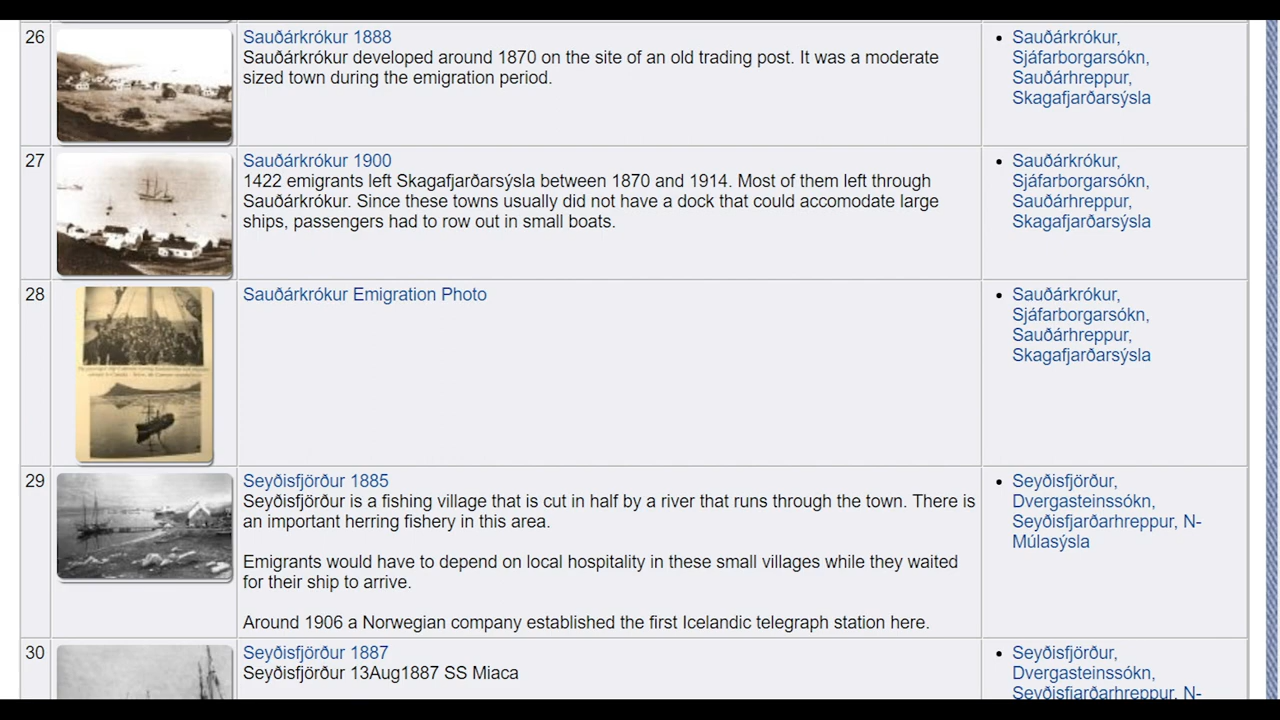 26
Sauðárkrókur 1888
Sauðárkrókur developed around 1870 on the site of an old trading post. It was a moderate
sized town during the emigration period.
Sauðárkrókur,
Sjáfarborgarsókn,
Sauðárhreppur,
Skagafjarðarsýsla
27
Sauðárkrókur 1900
1422 emigrants left Skagafjarðarsýsla between 1870 and 1914. Most of them left through
Sauðárkrókur. Since these towns usually did not have a dock that could accomodate large
ships, passengers had to row out in small boats.
Sauðárkrókur,
Sjáfarborgarsókn,
Sauðárhreppur,
Skagafjarðarsýsla
28
Sauðárkrókur Emigration Photo
Sauðárkrókur,
Sjáfarborgarsókn,
Sauðárhreppur,
Skagafjarðarsýsla
29
Seyðisfjörður 1885
Seyðisfjörður is a fishing village that is cut in half by a river that runs through the town. There is
an important herring fishery in this area.
Emigrants would have to depend on local hospitality in these small villages while they waited
for their ship to arrive.
Around 1906 a Norwegian company established the first Icelandic telegraph station here.
Seyðisfjörður,
Dvergasteinssókn,
Seyðisfjarðarhreppur, N-
Múlasýsla
30
Seyðisfjörður 1887
Seyðisfjörður 13Aug1887 SS Miaca
Seyðisfjörður,
Dvergasteinssókn,
Seyðisfjarðarhreppur, N-